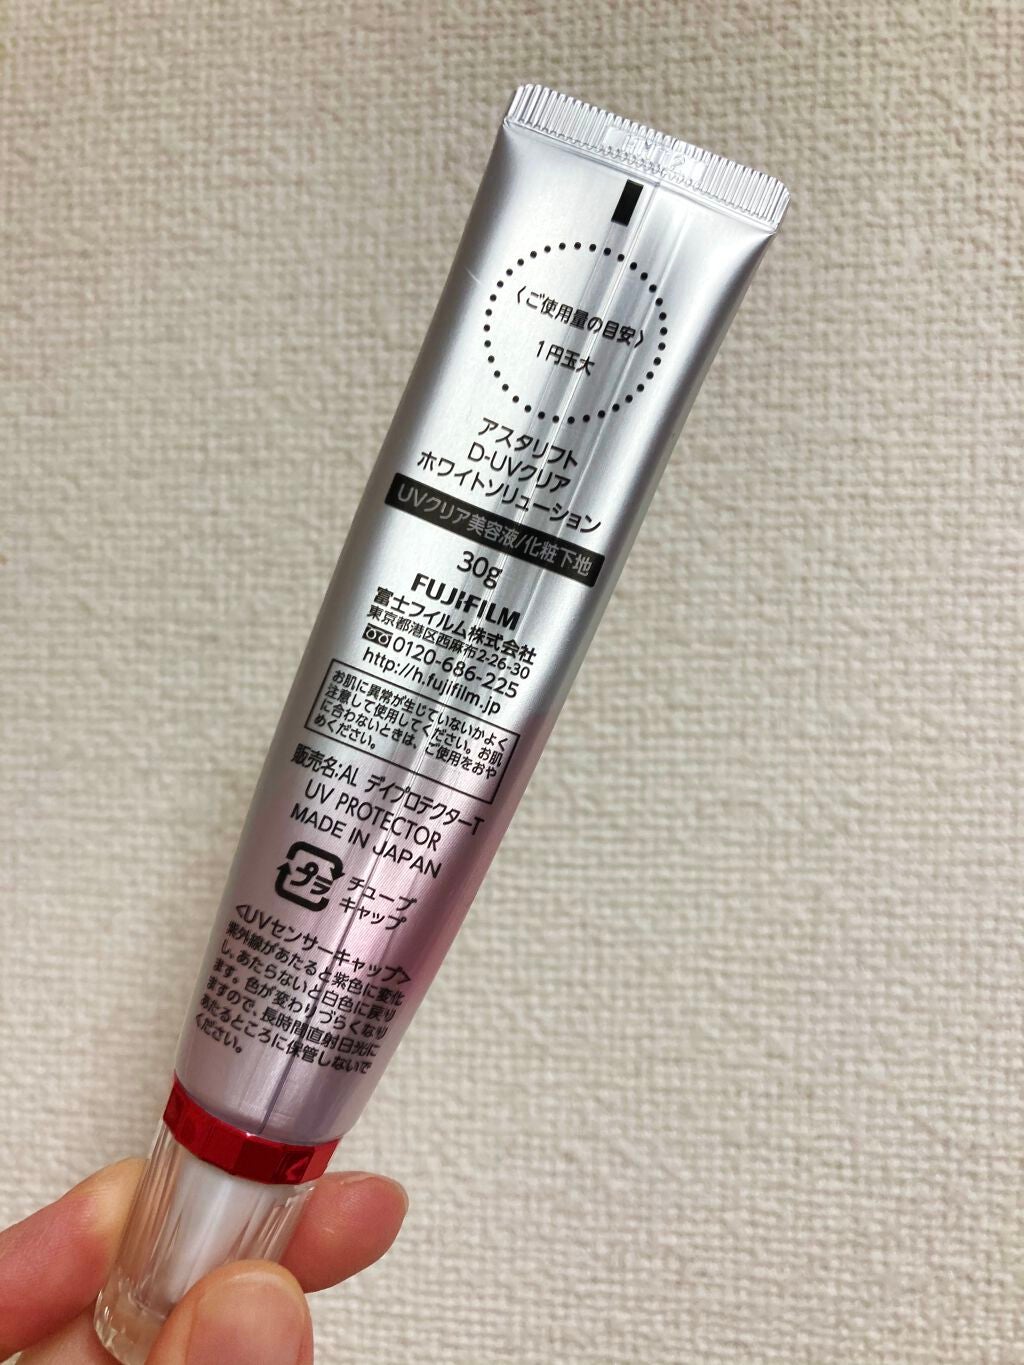 〈ご使用量の目安〉
1円玉大
アスタリフト
D-UVクリア
ホワイトソリューション
UVクリア美容液/化粧下地
30g
FUJIFILM
富士フイルム株式会社
東京都港区西麻布2-26-30
0120-686-225
http://h.fujifilm.jp
お肌に異常が生じていないかよく
注意して使用してください。お肌
に合わないときは、ご使用をおや
めください。
販売名:AL デイプロテクターT
UV PROTECTOR
MADE IN JAPAN
プラ
チューブ
キャップ
<UVセンサーキャップ>
紫外線があたると紫色に変化
し、あたらないと白色に戻り
ます。色が変わりづらくなり
ますので、長時間直射日光に
あたるところに保管しないで
ください。